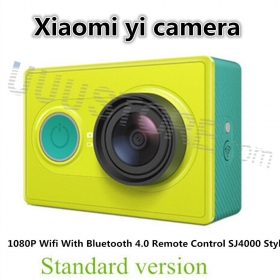 Xiaomi yi camera
1080P Wifi With Bluetooth 4.0 Remote Control SJ4000 Styl
Standard version